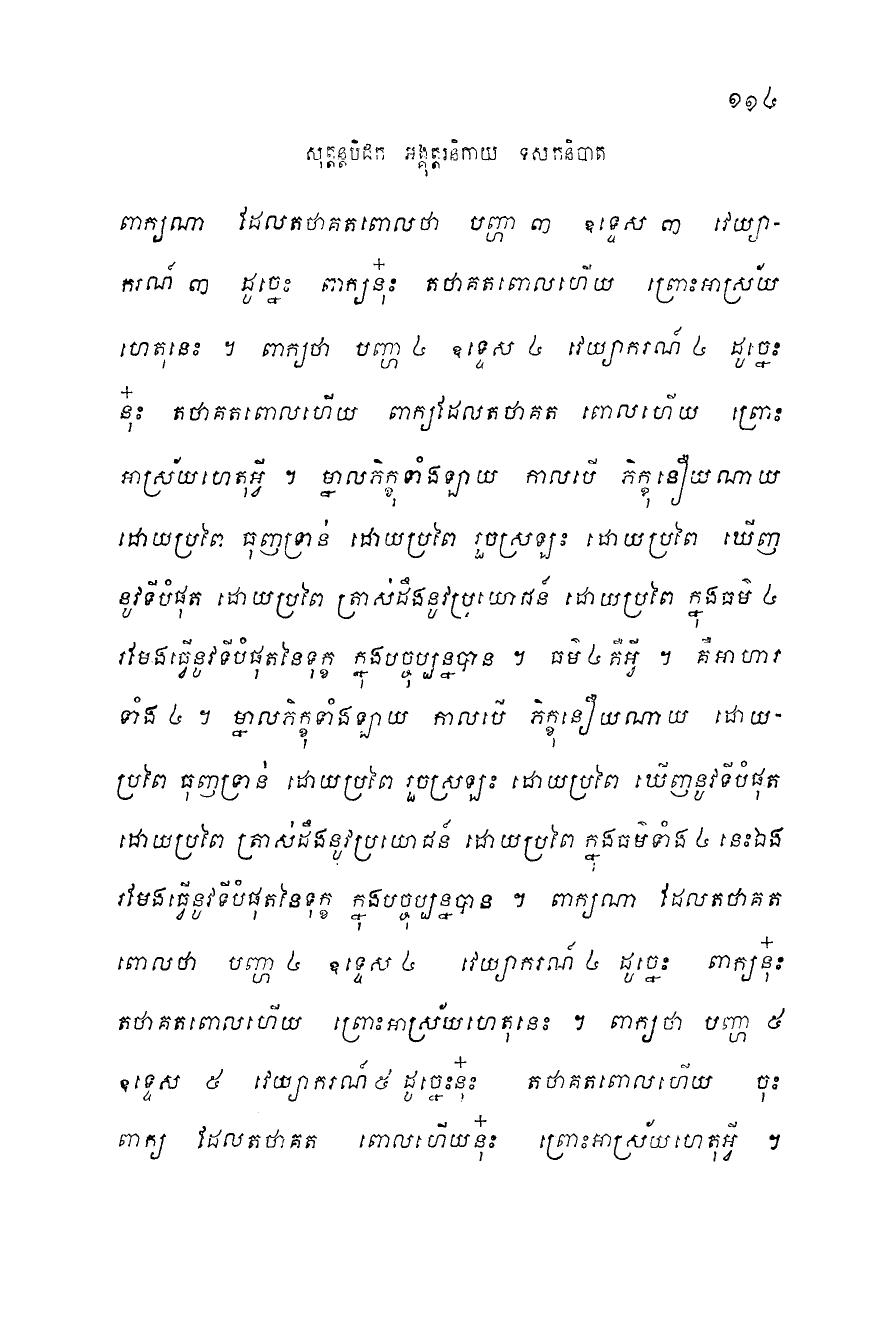 ១១៤
សុត្តន្តបិដក អង្គុត្តរនិកាយ ទសកនិបាត
ពាក្យណា ដែលតថាគតពោលថា បញ្ហា ៣ ឧទ្ទេស ៣ វេយ្យា-
ករណ៍ ៣ ដូច្នេះ ពាក្យនុ៎ះ តថាគតពោលហើយ ព្រោះអាស្រ័យ
ហេតុនេះ ។ ពាក្យថា បញ្ហា ៤ ឧទ្ទេស ៤ វេយ្យាករណ៍ ៤ ដូច្នេះ
នុ៎ះ តថាគតពោលហើយ ពាក្យដែលតថាគត ពោលហើយ ព្រោះ
អាស្រ័យហេតុអ្វី ។ ម្នាលភិក្ខុទាំងឡាយ កាលបើ ភិក្ខុនឿយណាយ
ដោយប្រពៃ ធុញទ្រាន់ ដោយប្រពៃ រួចស្រឡះ ដោយប្រពៃ ឃើញ
នូវទីបំផុត ដោយប្រពៃ ត្រាស់ដឹងនូវប្រយោជន៍ ដោយប្រពៃ ក្នុងធម៌ ៤
រមែងធ្វើនូវទីបំផុតនៃទុក្ខ ក្នុងបច្ចុប្បន្នបាន ។ ធម៌ ៤ គឺអ្វី ។ គឺអាហារ
ទាំង ៤ ។ ម្នាលភិក្ខុទាំងឡាយ កាលបើ ភិក្ខុនឿយណាយ ដោយ-
ប្រពៃ ធុញទ្រាន់ ដោយប្រពៃ រួចស្រឡះ ដោយប្រពៃ ឃើញនូវទីបំផុត
ដោយប្រពៃ ត្រាស់ដឹងនូវប្រយោជន៍ ដោយប្រពៃ ក្នុងធម៌ទាំង ៤ នេះឯង
រមែងធ្វើនូវទីបំផុតនៃទុក្ខ ក្នុងបច្ចុប្បន្នបាន ។ ពាក្យណា ដែលតថាគត
ពោលថា បញ្ហា ៤ ឧទ្ទេស ៤ វេយ្យាករណ៍ ៤ ដូច្នេះ ពាក្យនុ៎ះ
តថាគតពោលហើយ ព្រោះអាស្រ័យហេតុនេះ ។ ពាក្យថា បញ្ហា ៥
ឧទ្ទេស ៥ វេយ្យាករណ៍ ៥ ដូច្នេះនុ៎ះ តថាគតពោលហើយ ចុះ
ពាក្យ ដែលតថាគត ពោលហើយនុ៎ះ ព្រោះអាស្រ័យហេតុអ្វី ។